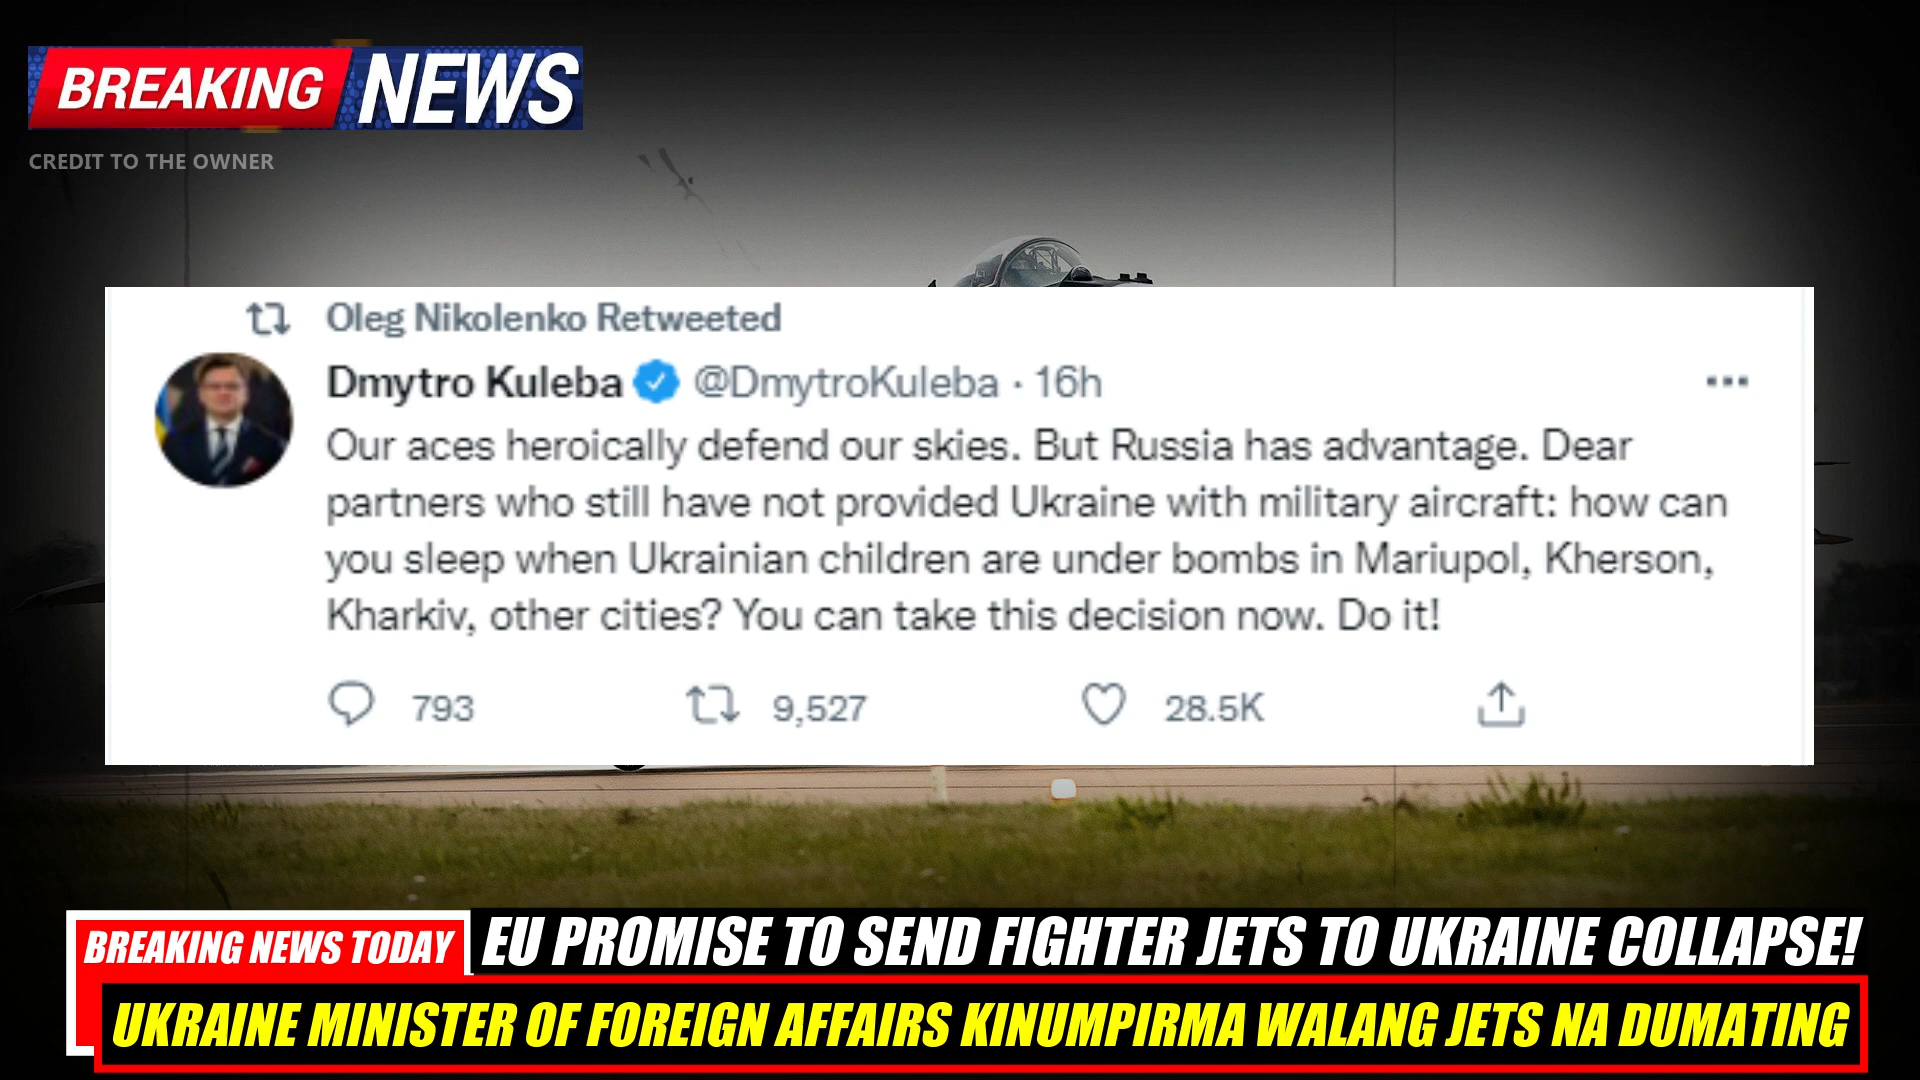 BREAKING NEWS
CREDIT TO THE OWNER
Oleg Nikolenko Retweeted
Dmytro Kuleba @DmytroKuleba · 16h
Our aces heroically defend our skies. But Russia has advantage. Dear
partners who still have not provided Ukraine with military aircraft: how can
you sleep when Ukrainian children are under bombs in Mariupol, Kherson,
Kharkiv, other cities? You can take this decision now. Do it!
793 9,527 28.5K
BREAKING NEWS TODAY EU PROMISE TO SEND FIGHTER JETS TO UKRAINE COLLAPSE!
UKRAINE MINISTER OF FOREIGN AFFAIRS KINUMPIRMA WALANG JETS NA DUMATING